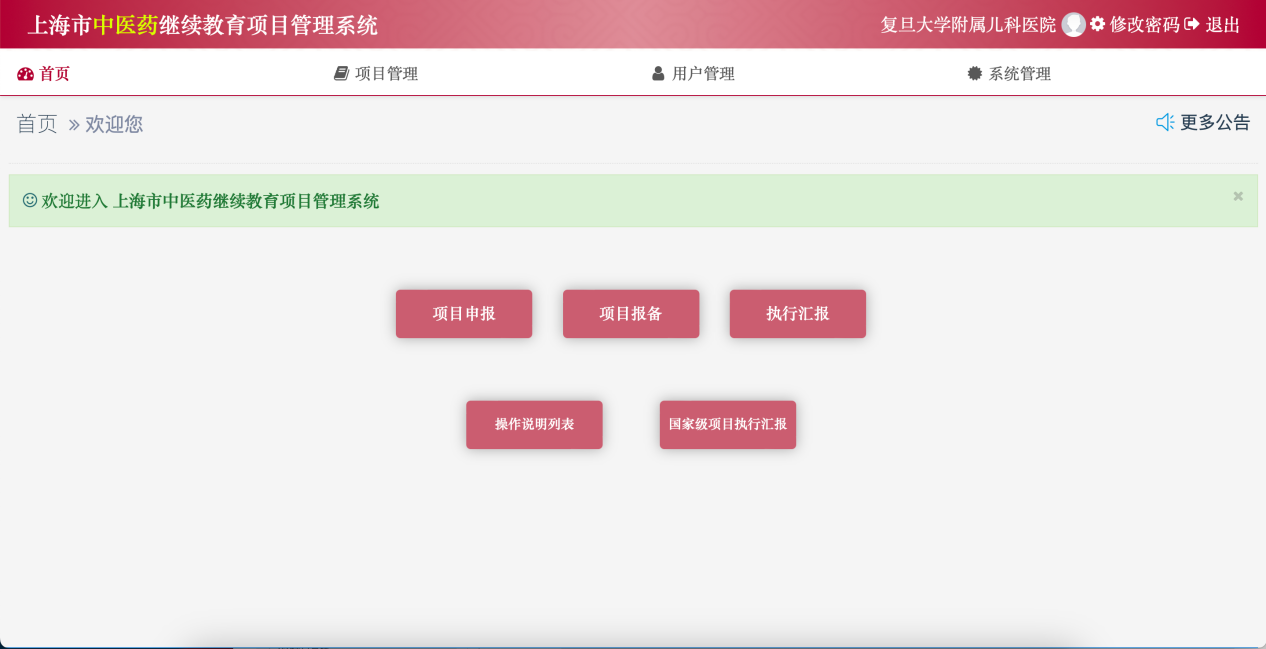 上海市中医药继续教育项目管理系统
复旦大学附属儿科医院 修改密码 退出
首页 项目管理 用户管理 系统管理
首页 » 欢迎您
更多公告
欢迎进入 上海市中医药继续教育项目管理系统 ×
项目申报 项目报备 执行汇报
操作说明列表 国家级项目执行汇报